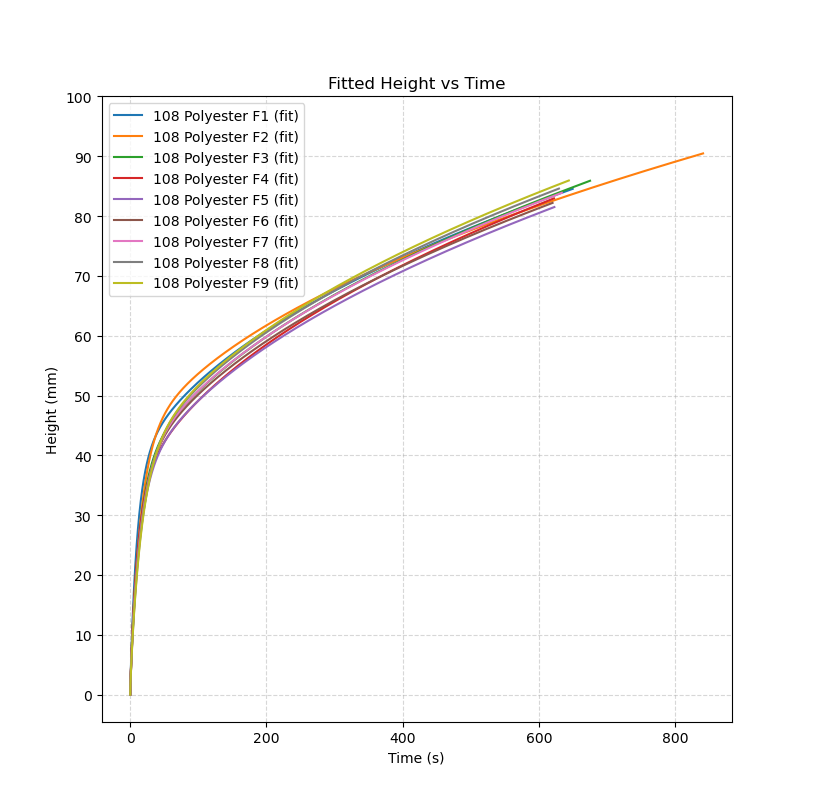 Fitted Height vs Time
100
90
80
70
60
50
40
30
20
10
0
Height (mm)
108 Polyester F1 (fit)
108 Polyester F2 (fit)
108 Polyester F3 (fit)
108 Polyester F4 (fit)
108 Polyester F5 (fit)
108 Polyester F6 (fit)
108 Polyester F7 (fit)
108 Polyester F8 (fit)
108 Polyester F9 (fit)
0 200 400 600 800
Time (s)